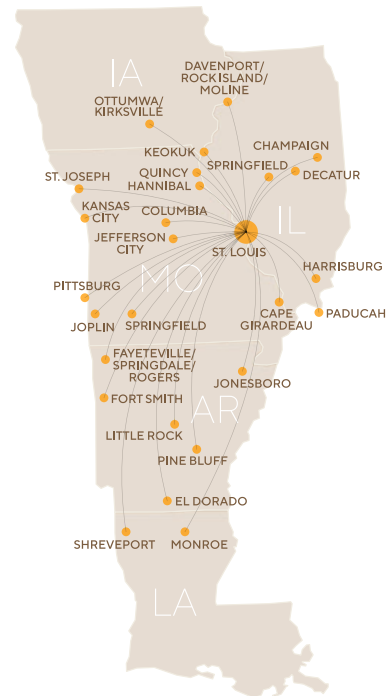 IA
DAVENPORT/
ROCK ISLAND/
MOLINE
OTTUMWA/
KIRKSVILLE
CHAMPAIGN
KEOKUK
SPRINGFIELD
DECATUR
QUINCY
HANNIBAL
ST. JOSEPH
KANSAS
CITY
COLUMBIA
IL
JEFFERSON
CITY
ST. LOUIS
MO
HARRISBURG
PITTSBURG
CAPE
GIRARDEAU
PADUCAH
JOPLIN
SPRINGFIELD
FAYETEVILLE/
SPRINGDALE/
ROGERS
JONESBORO
FORT SMITH
AR
LITTLE ROCK
PINE BLUFF
EL DORADO
SHREVEPORT
MONROE
LA